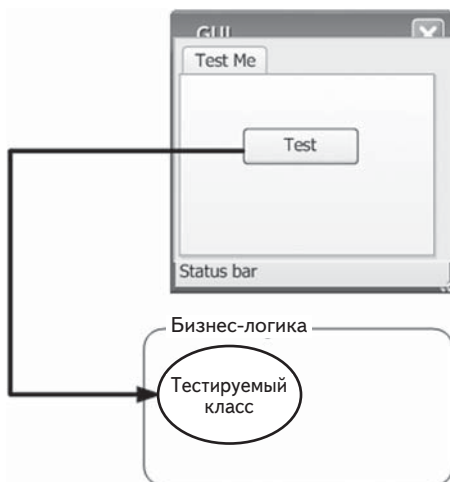 GUI
Test Me
Test
Status bar
Бизнес-логика
Тестируемый
класс